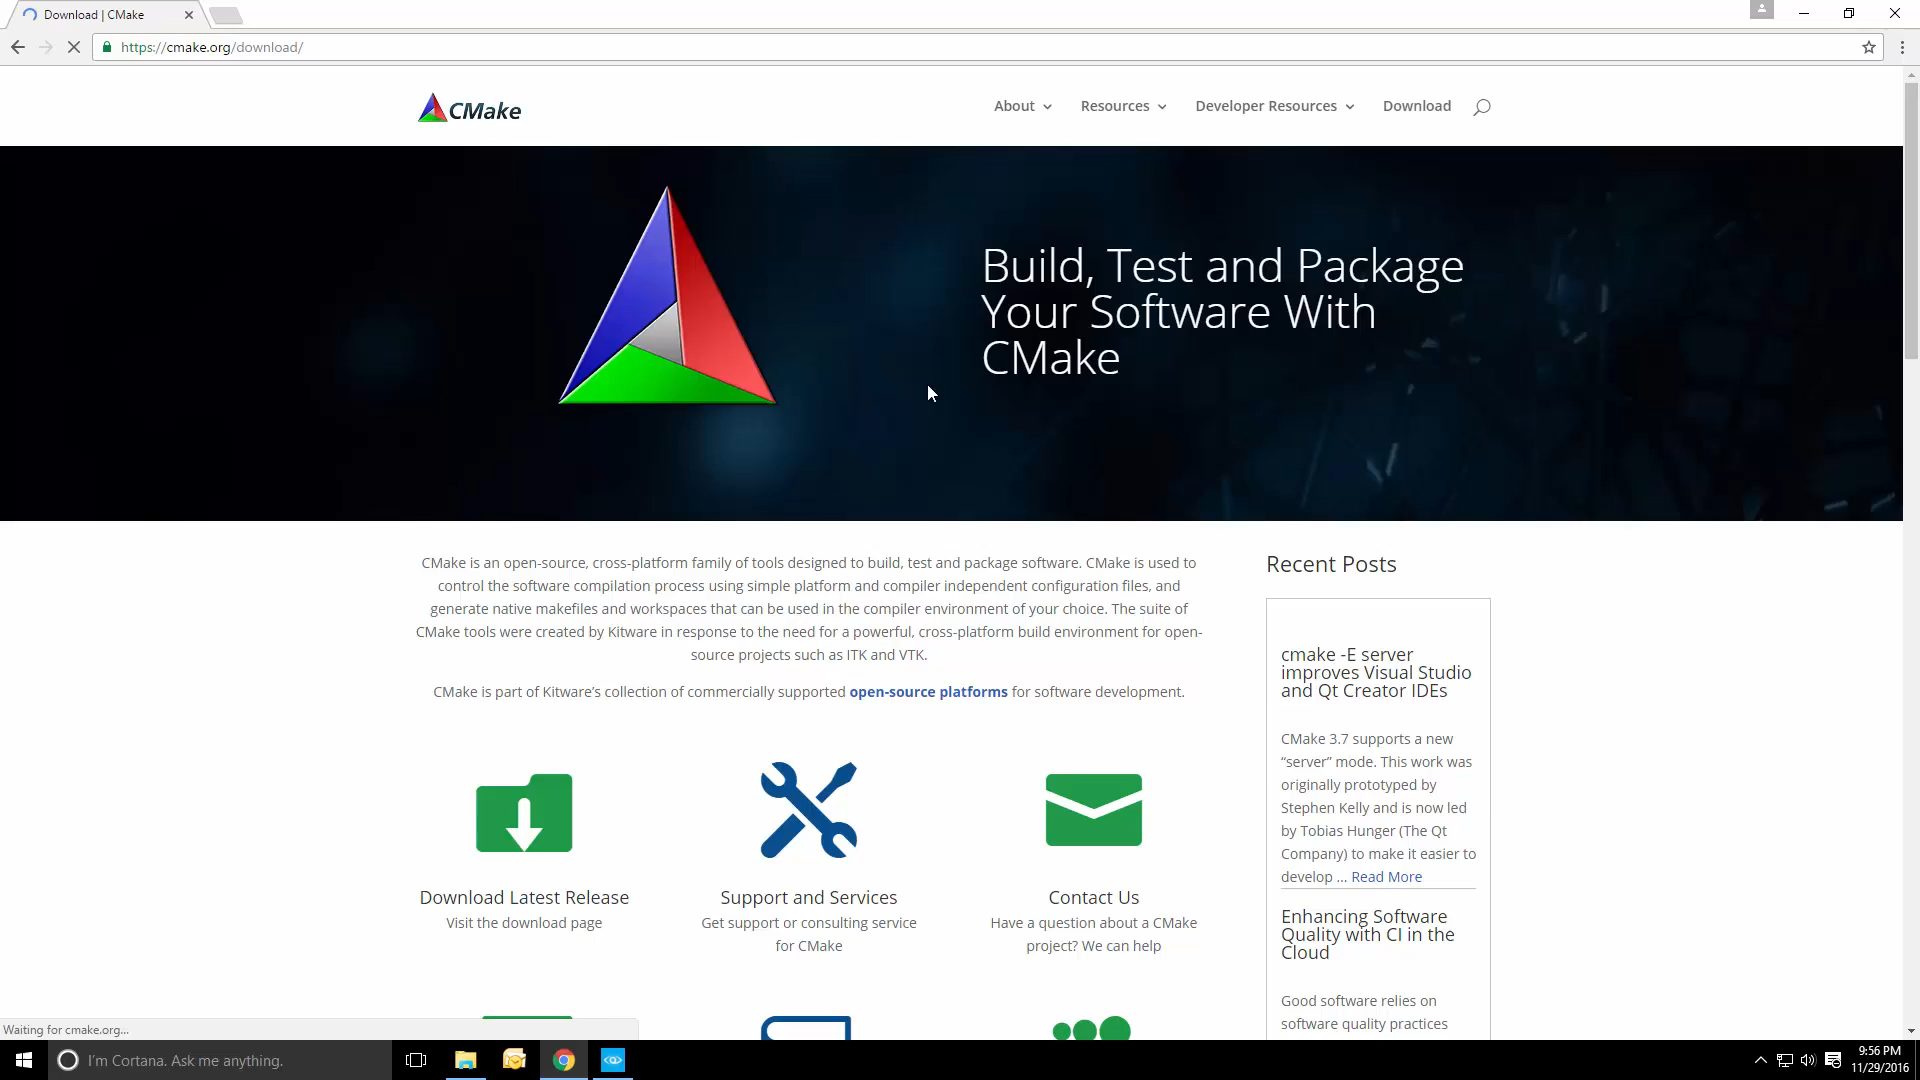 Download | CMake
https://cmake.org/download/
CMake
About
Resources
Developer Resources
Download
Build, Test and Package
Your Software With
CMake
CMake is an open-source, cross-platform family of tools designed to build, test and package software. CMake is used to
control the software compilation process using simple platform and compiler independent configuration files, and
generate native makefiles and workspaces that can be used in the compiler environment of your choice. The suite of
CMake tools were created by Kitware in response to the need for a powerful, cross-platform build environment for open-
source projects such as ITK and VTK.
CMake is part of Kitware’s collection of commercially supported open-source platforms for software development.
Download Latest Release
Visit the download page
Support and Services
Get support or consulting service
for CMake
Contact Us
Have a question about a CMake
project? We can help
Recent Posts
cmake -E server
improves Visual Studio
and Qt Creator IDEs
CMake 3.7 supports a new
“server” mode. This work was
originally prototyped by
Stephen Kelly and is now led
by Tobias Hunger (The Qt
Company) to make it easier to
develop ... Read More
Enhancing Software
Quality with CI in the
Cloud
Good software relies on
software quality practices
Waiting for cmake.org...
I'm Cortana. Ask me anything.
9:56 PM
11/29/2016